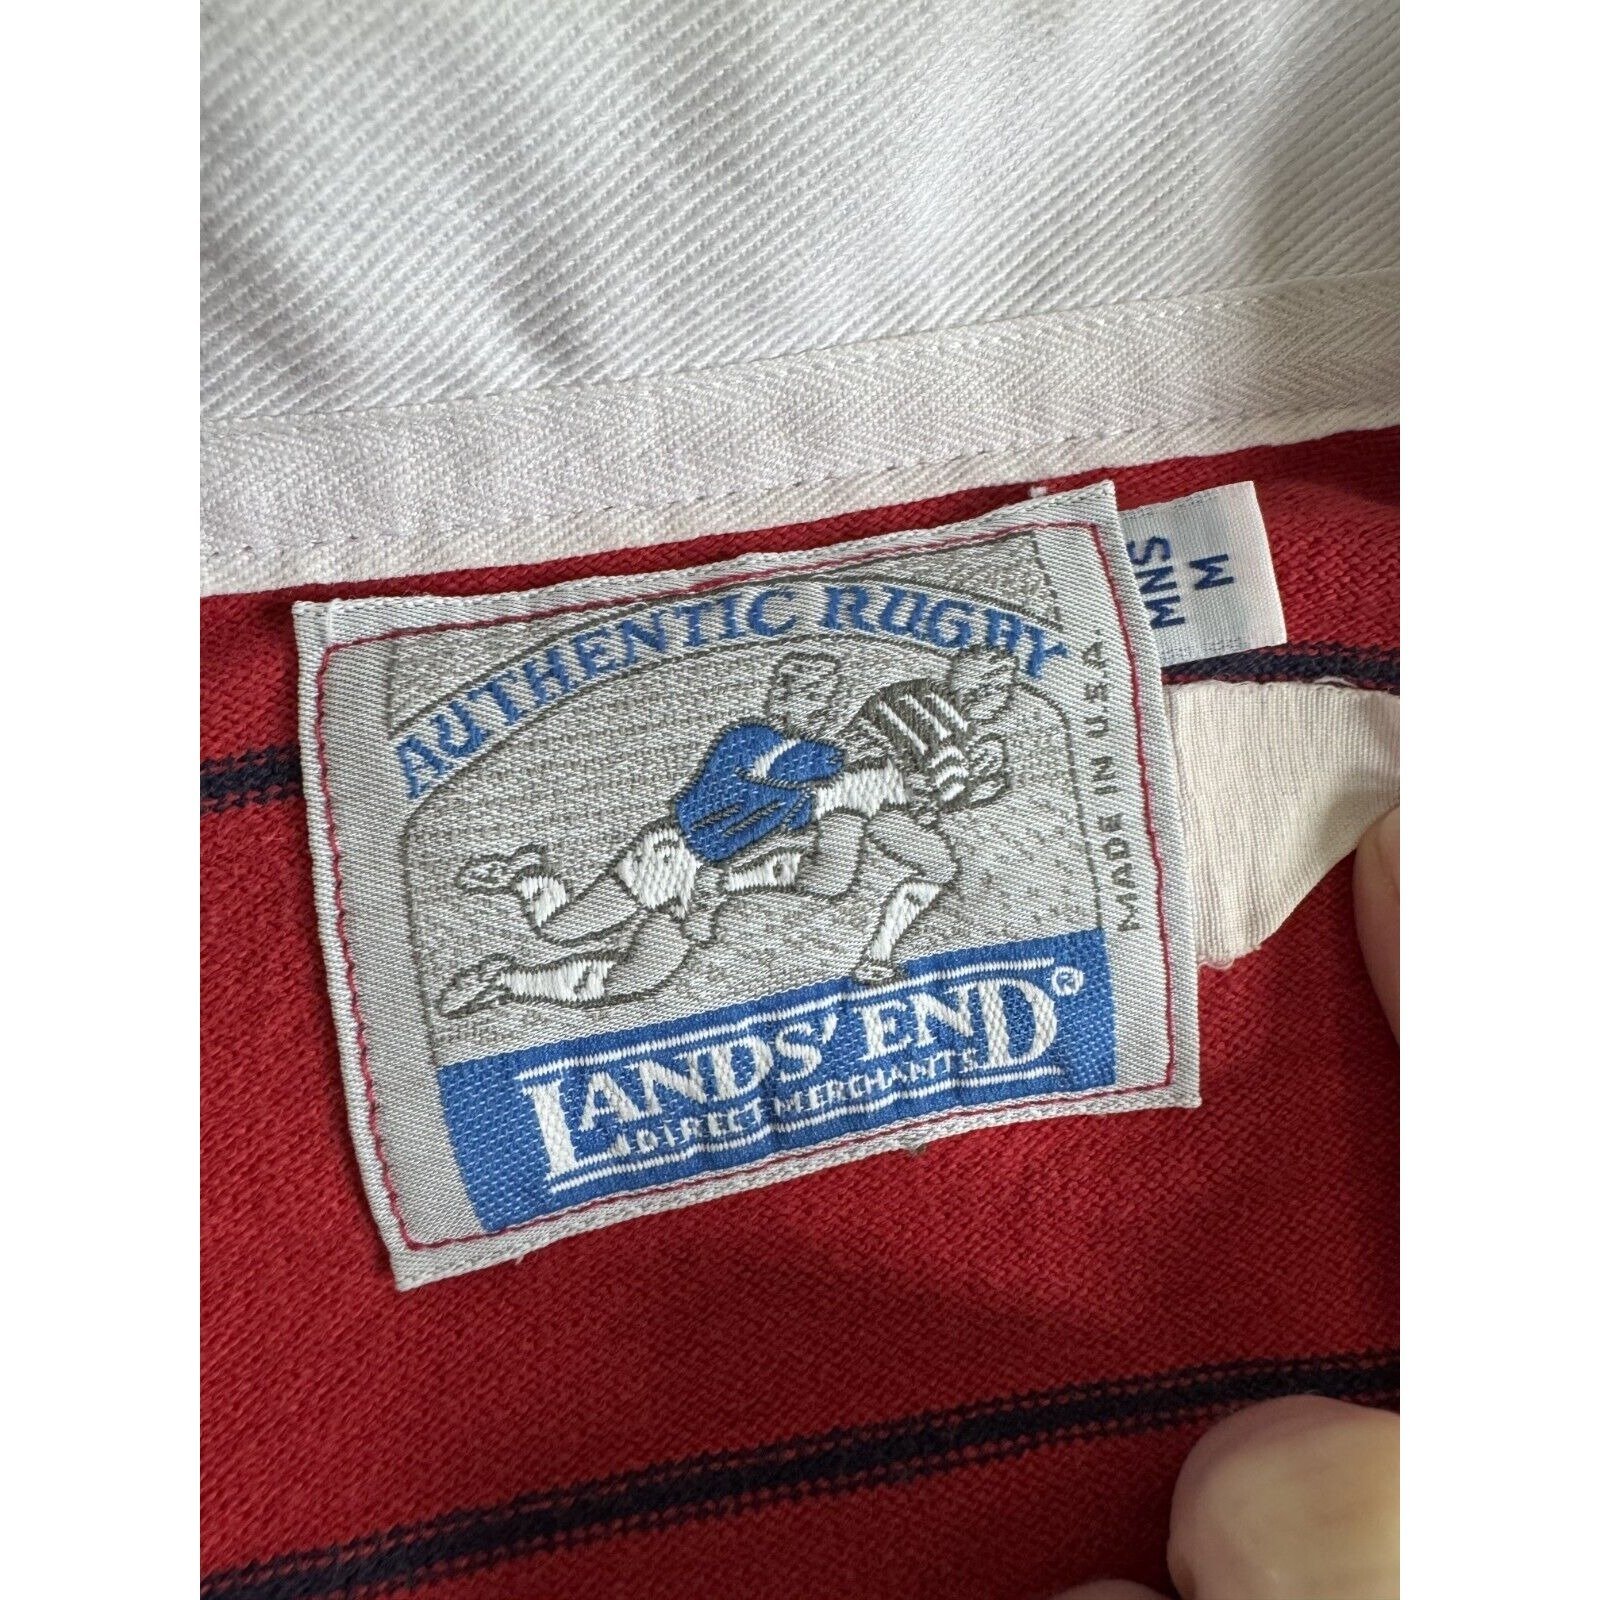 AUTHENTIC RUGBY
LANDS' END®
DIRECT MERCHANTS
MADE IN U.S.A.
MNS
M